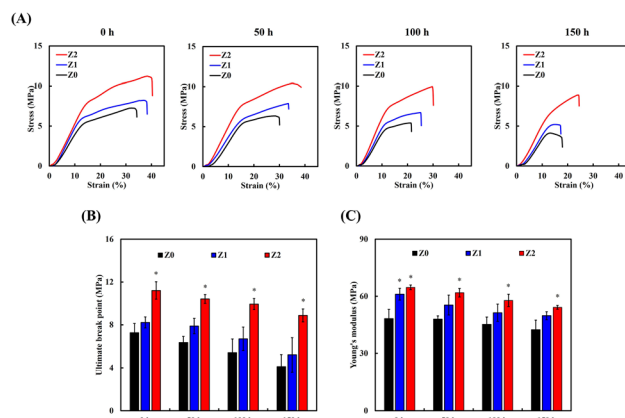 (A)
0 h
50 h
100 h
150 h
15
10
5
0
Stress (MPa)
Z2
Z1
Z0
0 10 20 30 40 50
Strain (%)
15
10
5
0
Stress (MPa)
Z2
Z1
Z0
0 10 20 30 40 50
Strain (%)
15
10
5
0
Stress (MPa)
Z2
Z1
Z0
0 10 20 30 40 50
Strain (%)
15
10
5
0
Stress (MPa)
Z2
Z1
Z0
0 10 20 30 40 50
Strain (%)
(B)
16
12
8
4
0
Ultimate break point (MPa)
Z0 Z1 Z2
* * * *
(C)
90
60
30
0
Young's modulus (MPa)
Z0 Z1 Z2
* * * * *